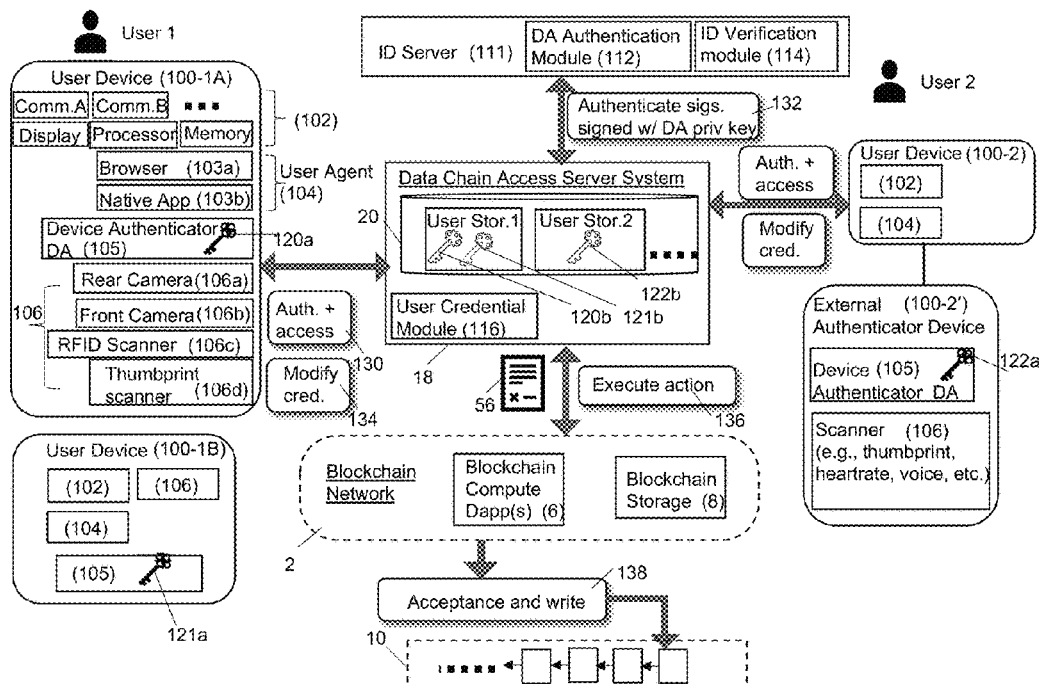 User 1
User Device (100-1A)
Comm.A
Comm.B
Display
Processor
Memory
(102)
Browser (103a)
Native App (103b)
User Agent
(104)
Device Authenticator
DA (105)
120a
Rear Camera (106a)
106
Front Camera (106b)
RFID Scanner (106c)
Thumbprint
scanner (106d)
Auth. +
access
130
Modify
cred.
134
User Device (100-1B)
(102)
(106)
(104)
(105)
121a
ID Server (111)
DA Authentication
Module (112)
ID Verification
module (114)
Authenticate sigs.
signed w/ DA priv key
132
Data Chain Access Server System
20
User Stor.1
User Stor.2
122b
120b
121b
User Credential
Module (116)
18
56
Execute action
136
Blockchain
Network
Blockchain
Compute
Dapp(s) (6)
Blockchain
Storage (8)
2
138
Acceptance and write
10
User 2
Auth. +
access
Modify
cred.
User Device (100-2)
(102)
(104)
External (100-2')
Authenticator Device
122a
Device (105)
Authenticator DA
Scanner (106)
(e.g., thumbprint,
heartrate, voice, etc.)